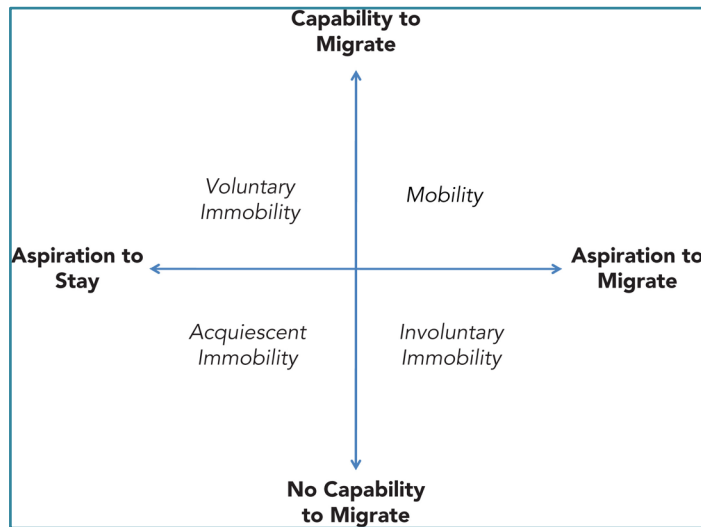 Capability to
Migrate
Voluntary
Immobility
Mobility
Aspiration to
Stay
Aspiration to
Migrate
Acquiescent
Immobility
Involuntary
Immobility
No Capability
to Migrate